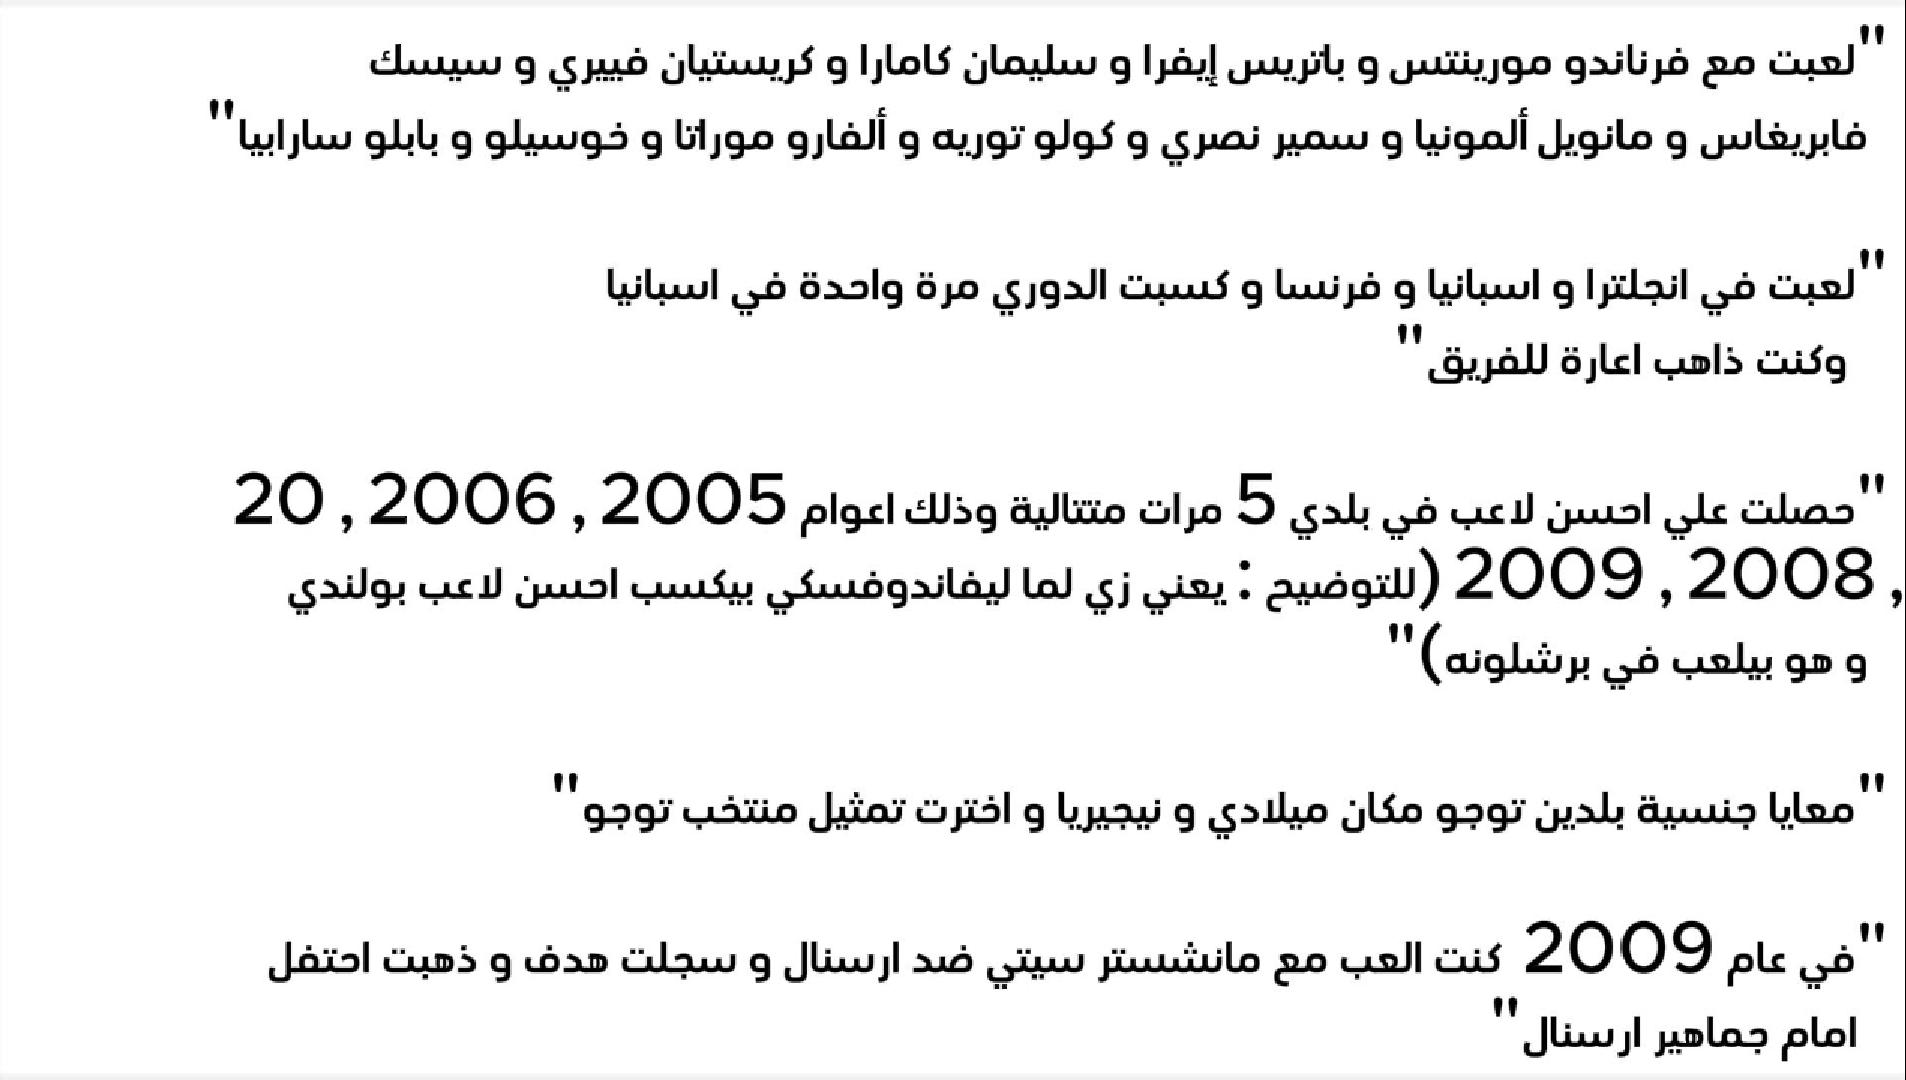 "لعبت مع فرناندو مورينتس و باتريس إيفرا و سليمان كامارا و كريستيان فييري و سيسك
فابريغاس و مانويل ألمونيا و سمير نصري و كولو توريه و ألفارو موراتا و خوسيلو و بابلو سارابيا"
"لعبت في انجلترا و اسبانيا و فرنسا و كسبت الدوري مرة واحدة في اسبانيا
وكنت ذاهب اعارة للفريق"
"حصلت علي احسن لاعب في بلدي 5 مرات متتالية وذلك اعوام 2005 , 2006 , 20
, 2008 , 2009 (للتوضيح : يعني زي لما ليفاندوفسكي بيكسب احسن لاعب بولندي
و هو بيلعب في برشلونه)"
"معايا جنسية بلدين توجو مكان ميلادي و نيجيريا و اخترت تمثيل منتخب توجو"
"في عام 2009 كنت العب مع مانشستر سيتي ضد ارسنال و سجلت هدف و ذهبت احتفل
امام جماهير ارسنال"